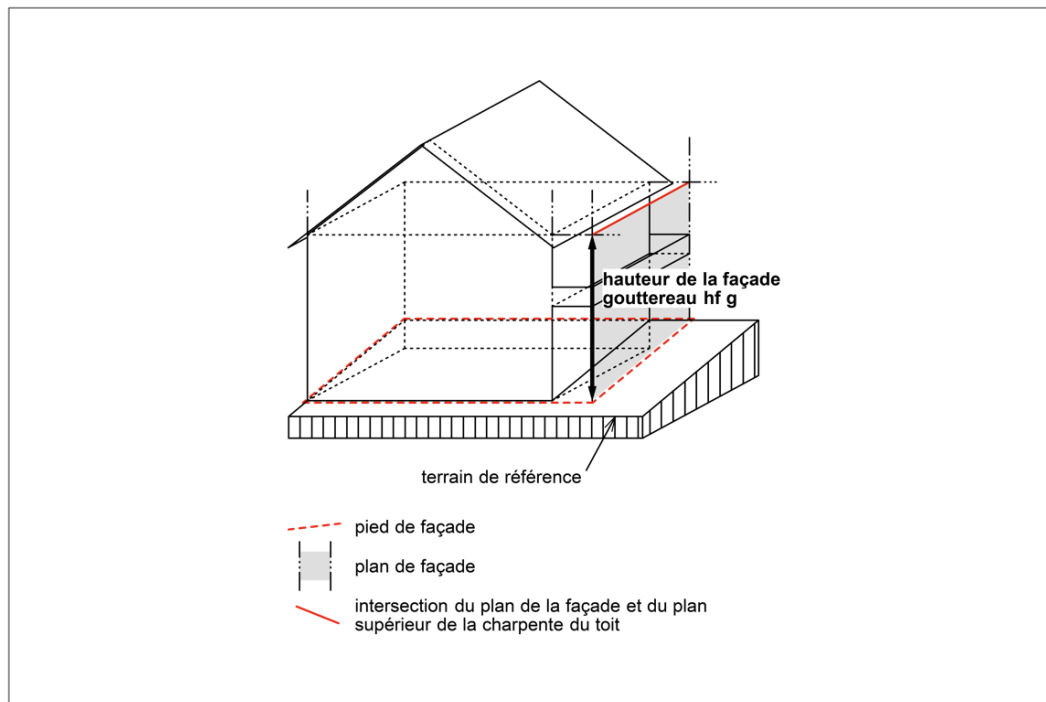 hauteur de la façade
gouttereau hf g
terrain de référence
pied de façade
plan de façade
intersection du plan de la façade et du plan
supérieur de la charpente du toit